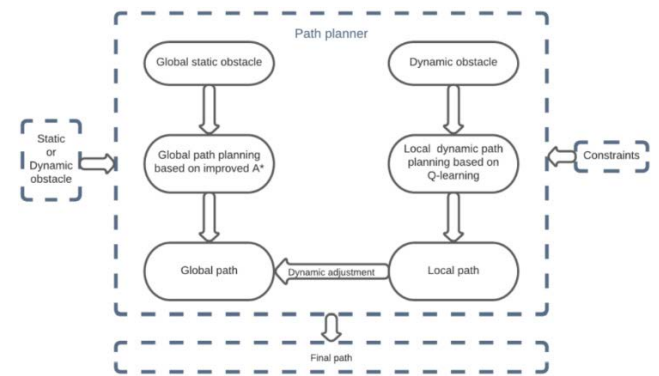 Path planner
Global static obstacle
Dynamic obstacle
Static
or
Dynamic
obstacle
Global path planning
based on improved A*
Local dynamic path
planning based on
Q-learning
Constraints
Global path
Dynamic adjustment
Local path
Final path